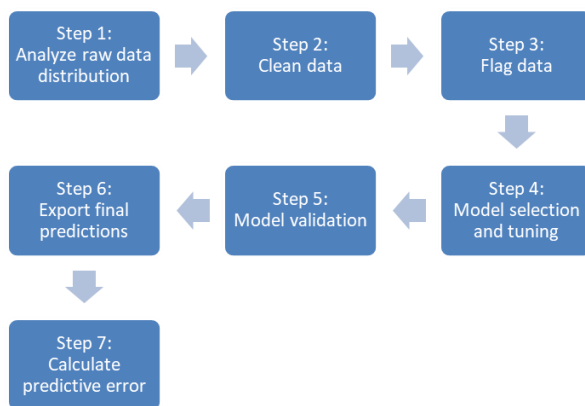 Step 1:
Analyze raw data
distribution
Step 2:
Clean data
Step 3:
Flag data
Step 4:
Model selection
and tuning
Step 5:
Model validation
Step 6:
Export final
predictions
Step 7:
Calculate
predictive error